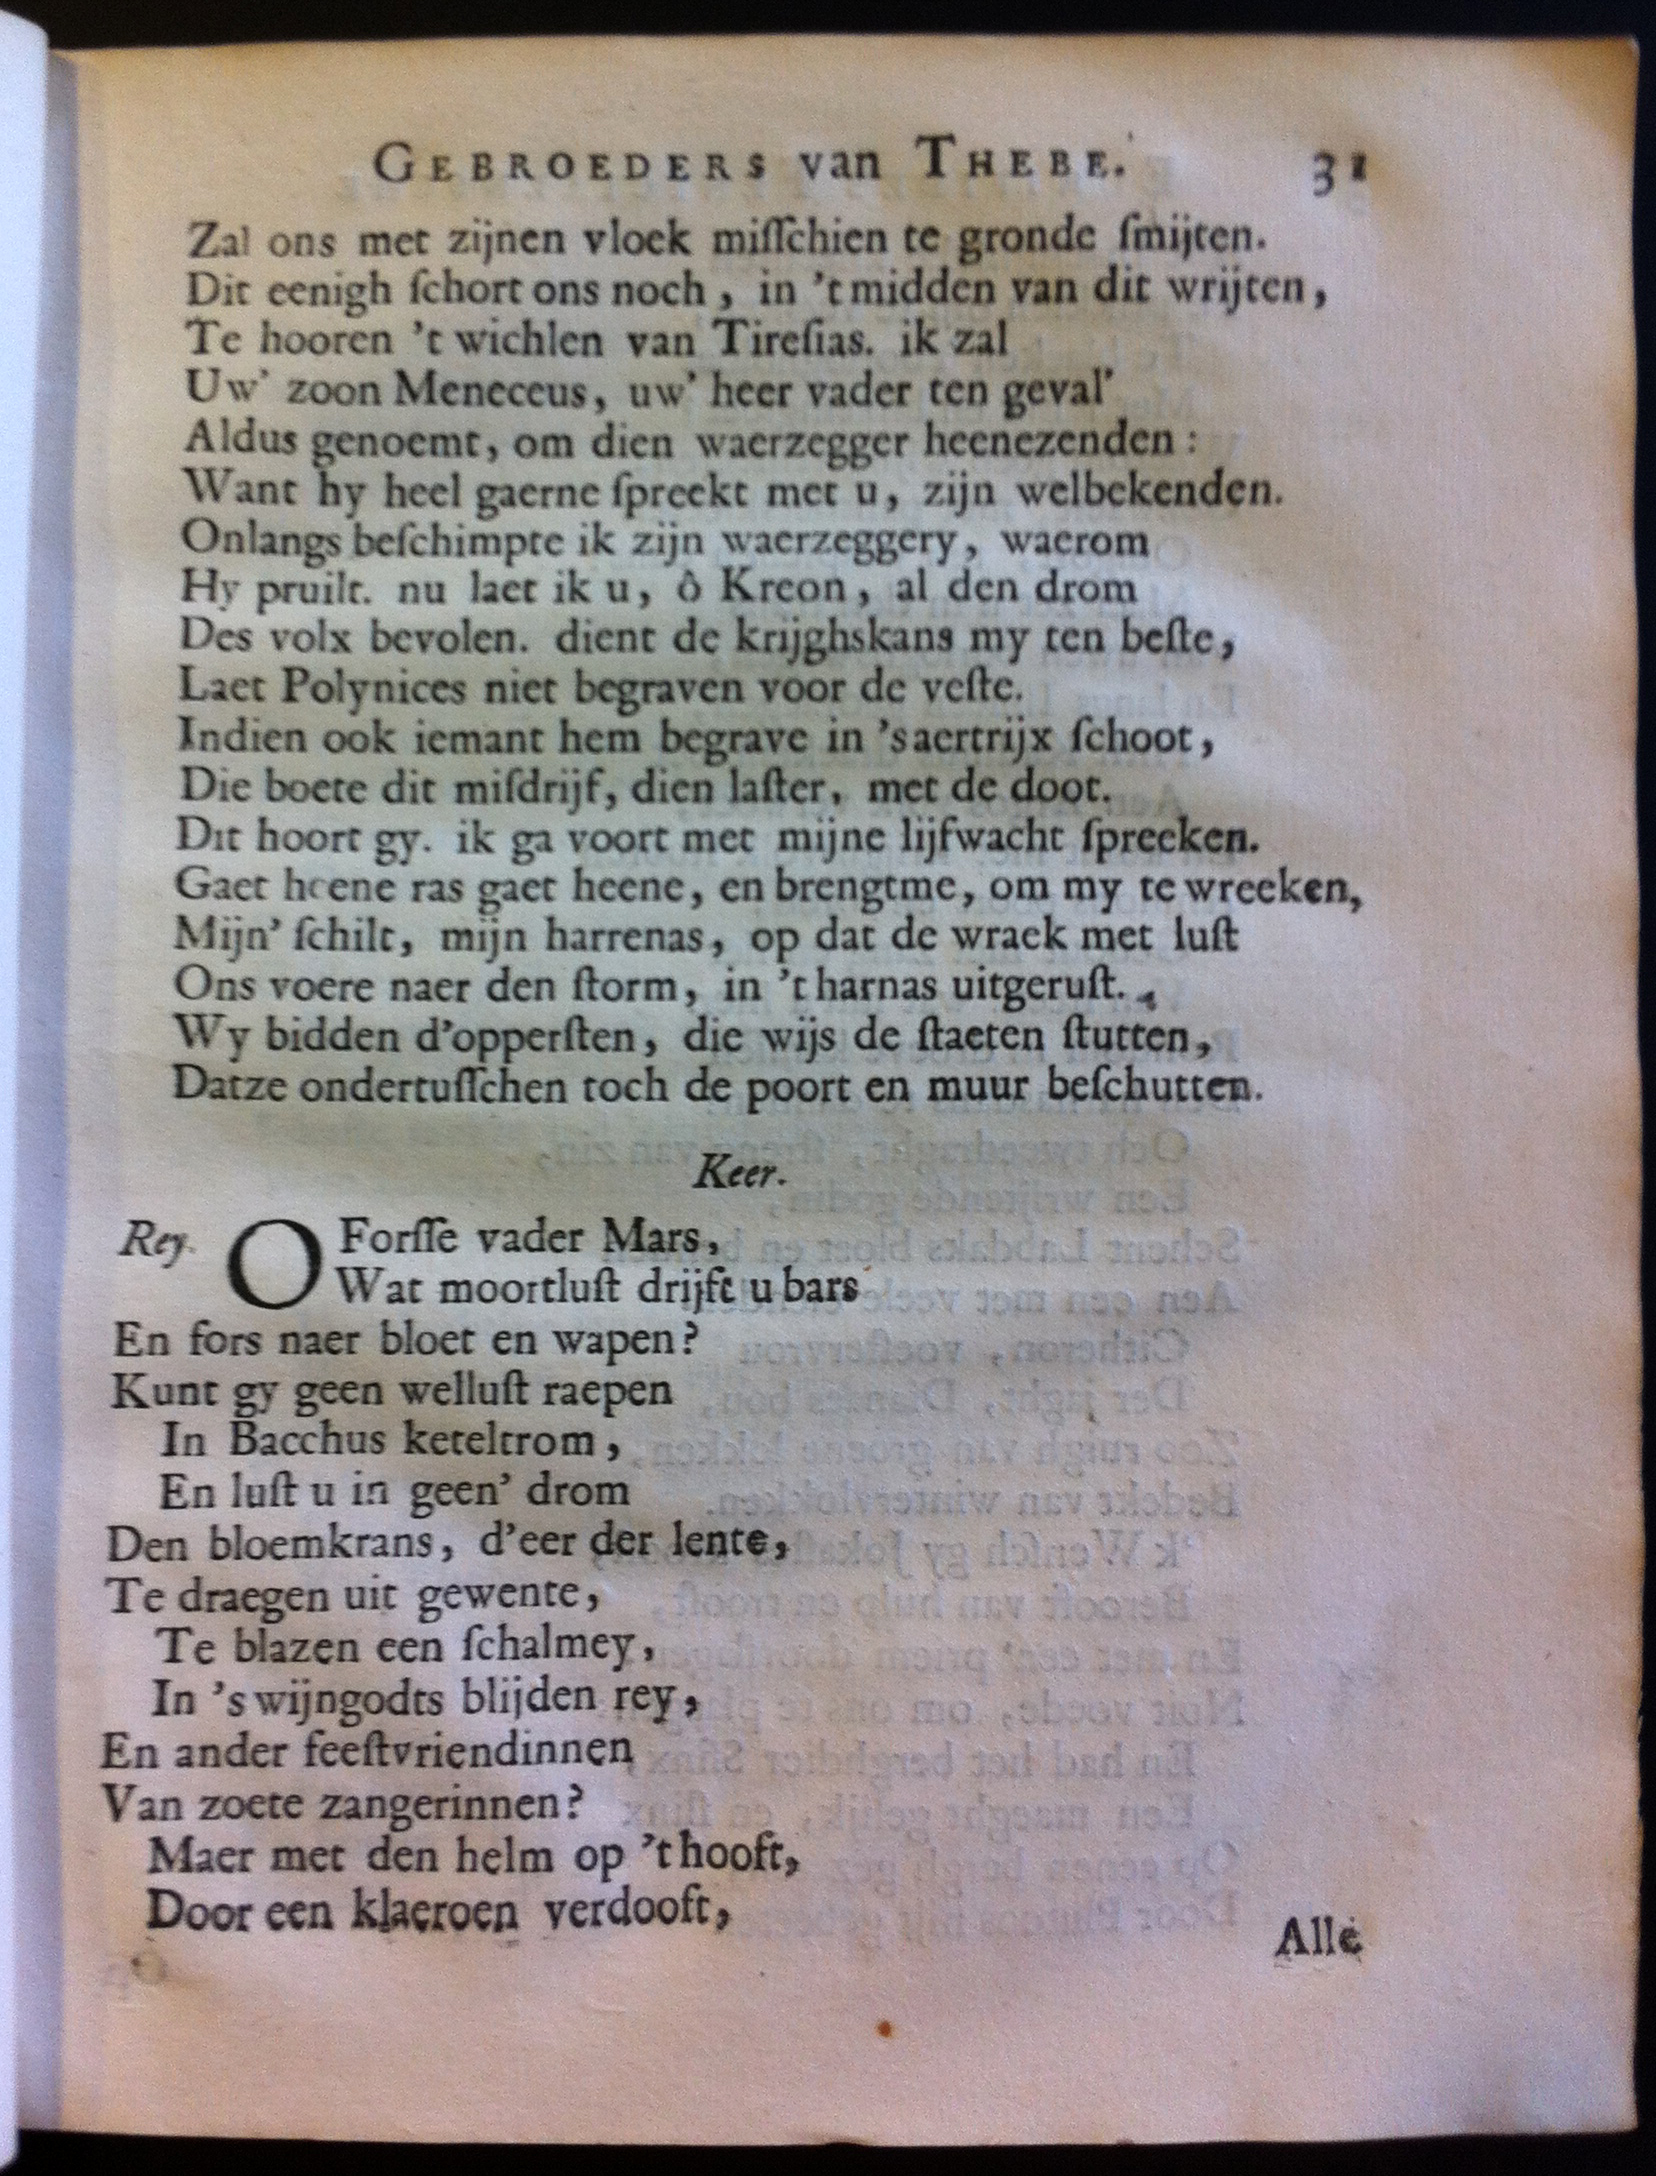 GEBROEDERS van THEBE. 31
Zal ons met zijnen vloek miſſchien te gronde ſmijten.
Dit eenigh ſchort ons noch, in 't midden van dit wrijten,
Te hooren 't wichlen van Tireſias. ik zal
Uw' zoon Meneceus, uw' heer vader ten geval'
Aldus genoemt, om dien waerzegger heenezenden:
Want hy heel gaerne ſpreekt met u, zijn welbekenden.
Onlangs beſchimpte ik zijn waerzeggery, waerom
Hy pruilt. nu laet ik u, ô Kreon, al den drom
Des volx bevolen. dient de krijghskans my ten beſte,
Laet Polynices niet begraven voor de veſte.
Indien ook iemant hem begrave in 's aertrijx ſchoot,
Die boete dit miſdrijf, dien laſter, met de doot.
Dit hoort gy. ik ga voort met mijne lijfwacht ſpreeken.
Gaet heene ras gaet heene, en brengtme, om my te wreeken,
Mijn' ſchilt, mijn harrenas, op dat de wraek met luſt
Ons voere naer den ſtorm, in 't harnas uitgeruſt.
Wy bidden d'opperſten, die wijs de ſtaeten ſtutten,
Datze ondertuſſchen toch de poort en muur beſchutten.
Keer.
Rey. O Forſſe vader Mars,
Wat moortluſt drijft u bars
En fors naer bloet en wapen?
Kunt gy geen welluſt raepen
In Bacchus keteltrom,
En luſt u in geen' drom
Den bloemkrans, d'eer der lente,
Te draegen uit gewente,
Te blazen een ſchalmey,
In 's wijngodts blijden rey,
En ander feeſtvriendinnen
Van zoete zangerinnen?
Maer met den helm op 't hooft,
Door een klaeroen verdooft,
Alle